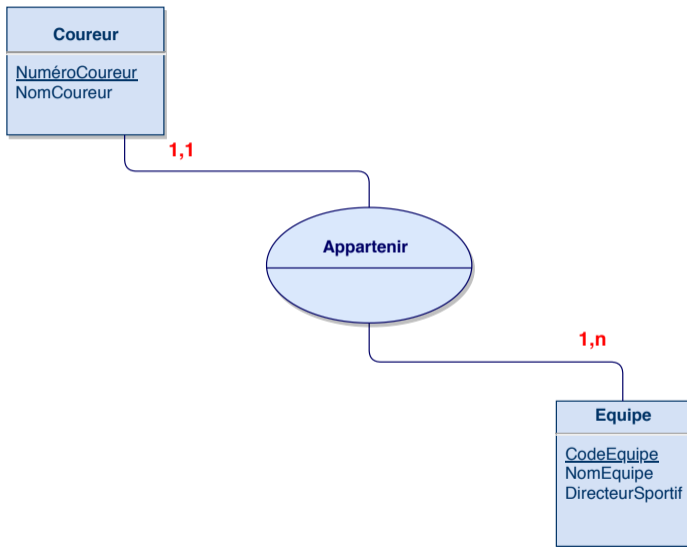 Coureur
NuméroCoureur
NomCoureur
1,1
Appartenir
1,n
Equipe
CodeEquipe
NomEquipe
DirecteurSportif